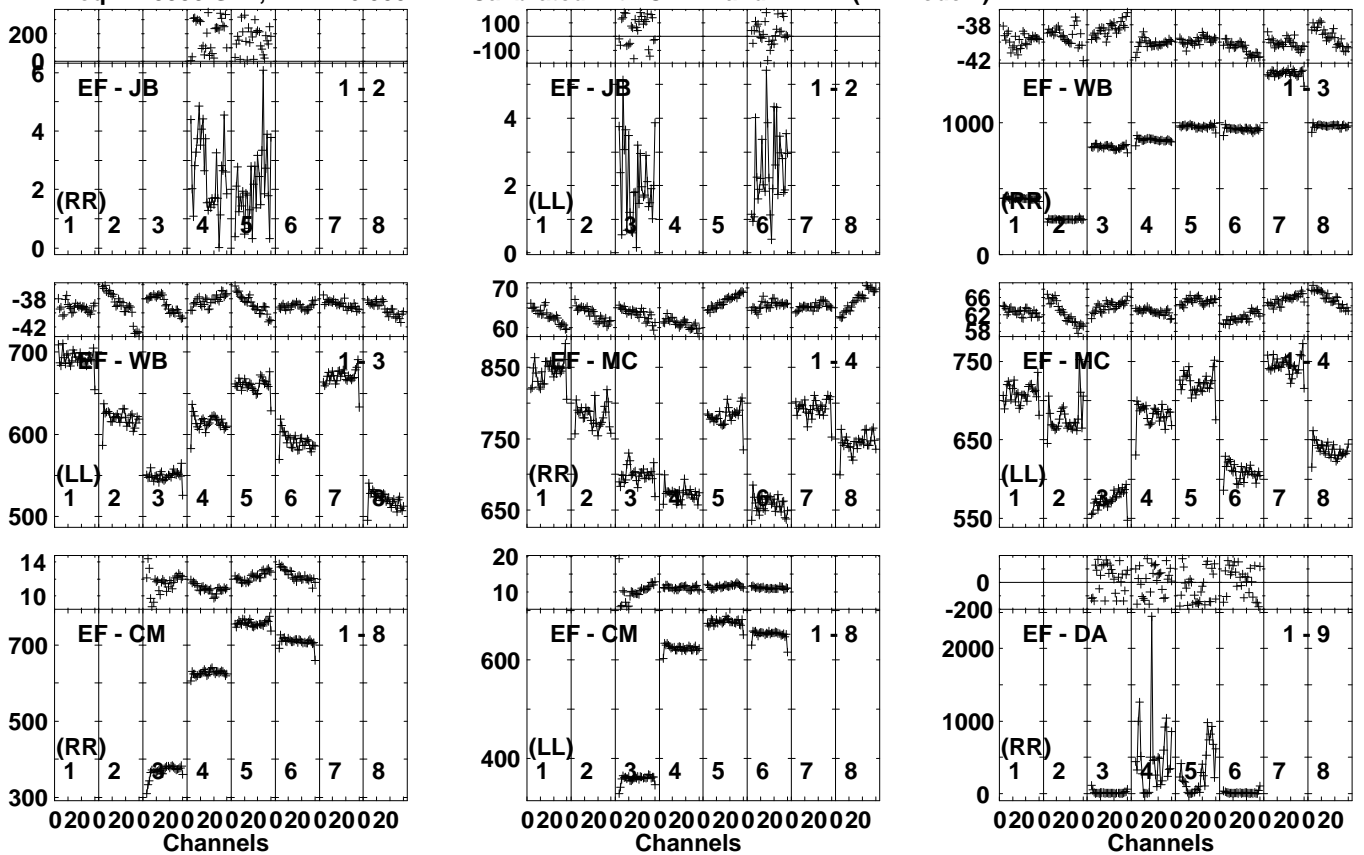 200
0
6
4
2
0
EF - JB
1 - 2
(RR)
1 2 3 4 5 6 7 8
100
-100
4
2
0
EF - JB
1 - 2
(LL)
1 2 3 4 5 6 7 8
-38
-42
1000
0
EF - WB
1 - 3
(RR)
1 2 3 4 5 6 7 8
-38
-42
700
600
500
EF - WB
1 - 3
(LL)
1 2 3 4 5 6 7 8
70
60
850
750
650
EF - MC
1 - 4
(RR)
1 2 3 4 5 6 7 8
66
62
58
750
650
550
EF - MC
1 - 4
(LL)
1 2 3 4 5 6 7 8
14
10
700
500
300
EF - CM
1 - 8
(RR)
1 2 3 4 5 6 7 8
0 20 0 20 0 20 0 20 0 20 0 20 0 20 0 20
Channels
20
10
600
400
EF - CM
1 - 8
(LL)
1 2 3 4 5 6 7 8
0 20 0 20 0 20 0 20 0 20 0 20 0 20 0 20
Channels
0
-200
2000
1000
0
EF - DA
1 - 9
(RR)
1 2 3 4 5 6 7 8
0 20 0 20 0 20 0 20 0 20 0 20 0 20 0 20
Channels